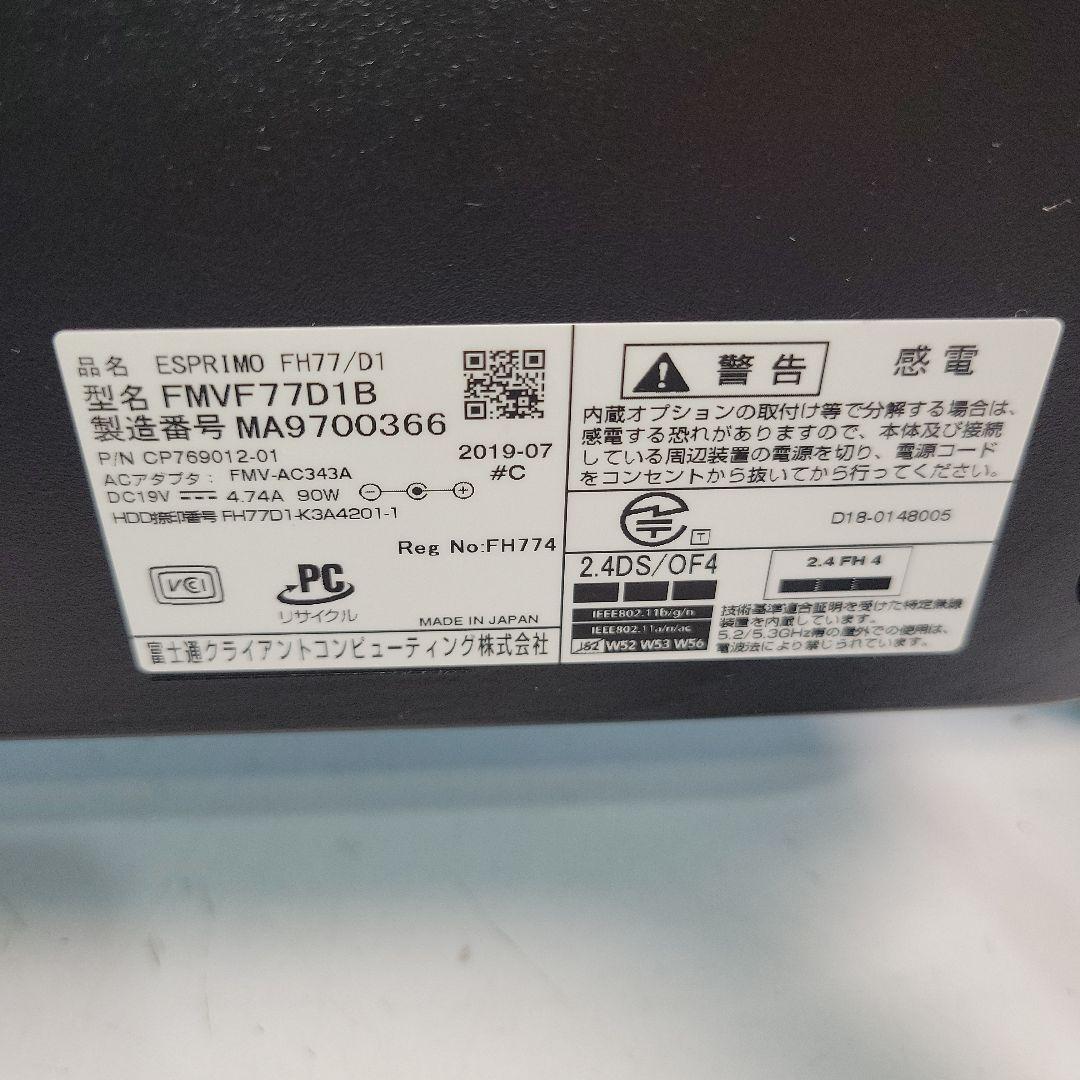 品名 ESPRIMO FH77/D1
型名 FMVF77D1B
製造番号 MA9700366
P/N CP769012-01
2019-07
#C
ACアダプタ: FMV-AC343A
DC19V 4.74A 90W
HDD捺印番号 FH77D1-K3A4201-1
Reg No:FH774
VCCI
PC
リサイクル
MADE IN JAPAN
富士通クライアントコンピューティング株式会社
警告 感電
内蔵オプションの取付け等で分解する場合は、
感電する恐れがありますので、本体及び接続
している周辺装置の電源を切り、電源コード
をコンセントから抜いてから行ってください。
T
D18-0148005
2.4DS/OF4
2.4 FH 4
IEEE802.11b/g/n
IEEE802.11a/n/ac
J52 W52 W53 W56
技術基準適合証明を受けた特定無線
装置を内蔵しています。
5.2/5.3GHz帯の屋外での使用は、
電波法により禁じられています。